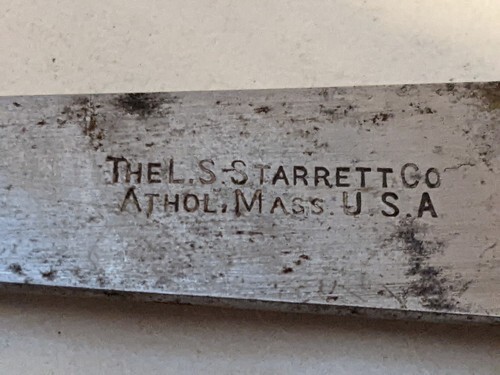 THE L.S-STARRETT.CO
ATHOL, MASS. U.S.A